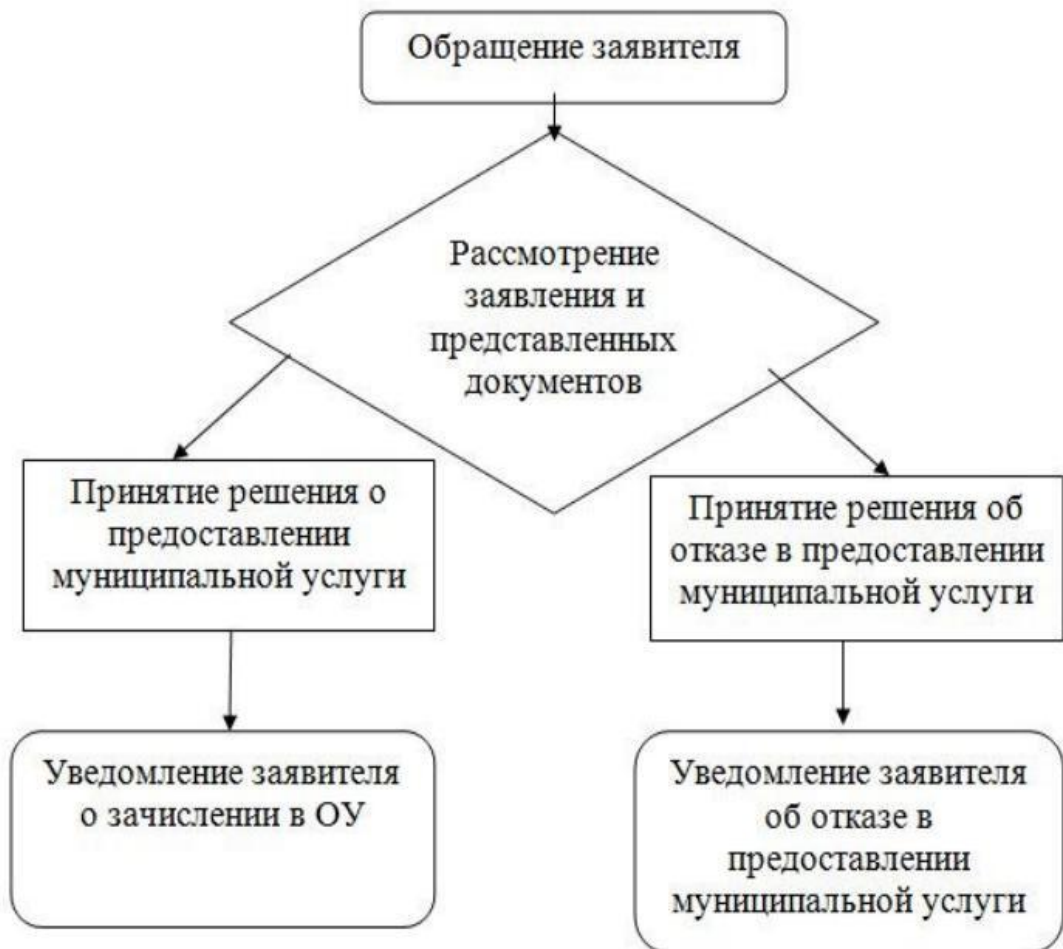 Обращение заявителя
Рассмотрение
заявления и
представленных
документов
Принятие решения о
предоставлении
муниципальной услуги
Принятие решения об
отказе в предоставлении
муниципальной услуги
Уведомление заявителя
о зачислении в ОУ
Уведомление заявителя
об отказе в
предоставлении
муниципальной услуги